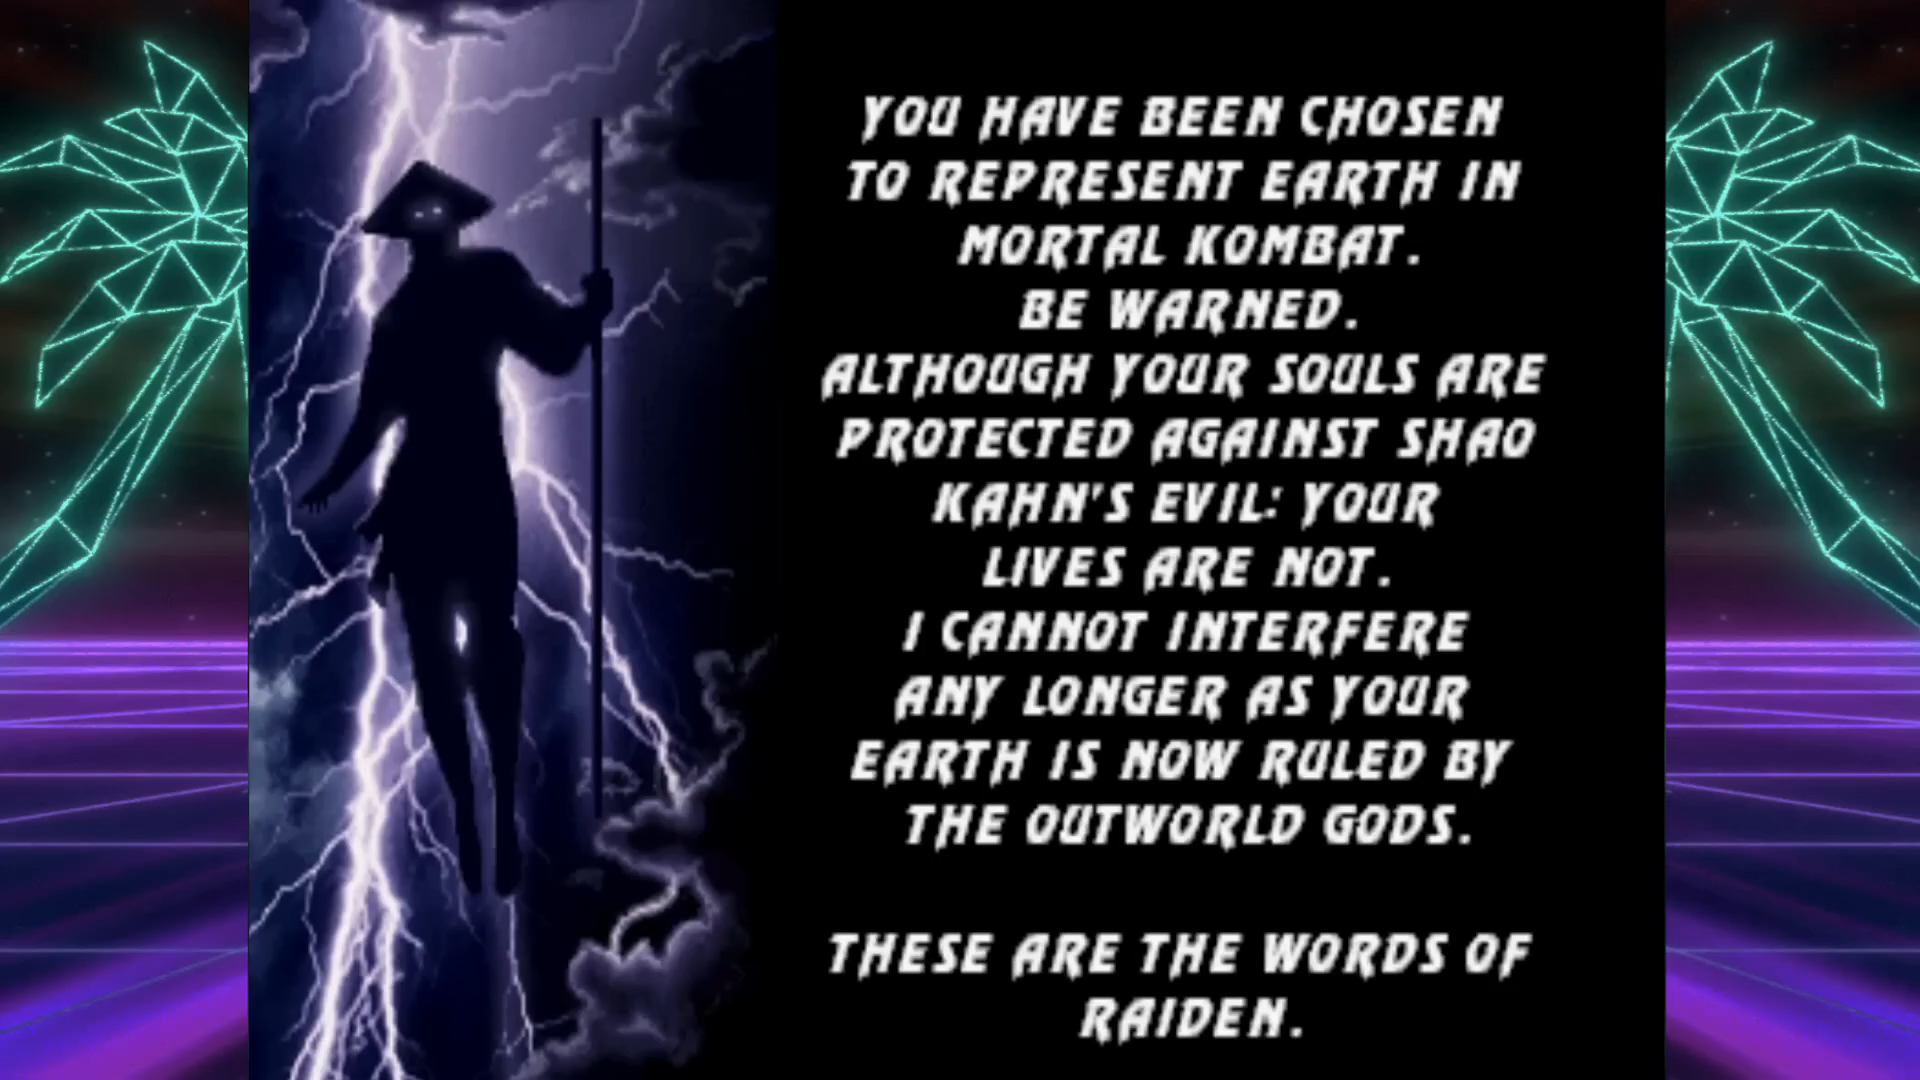 YOU HAVE BEEN CHOSEN
TO REPRESENT EARTH IN
MORTAL KOMBAT.
BE WARNED.
ALTHOUGH YOUR SOULS ARE
PROTECTED AGAINST SHAO
KAHN'S EVIL: YOUR
LIVES ARE NOT.
I CANNOT INTERFERE
ANY LONGER AS YOUR
EARTH IS NOW RULED BY
THE OUTWORLD GODS.
THESE ARE THE WORDS OF
RAIDEN.